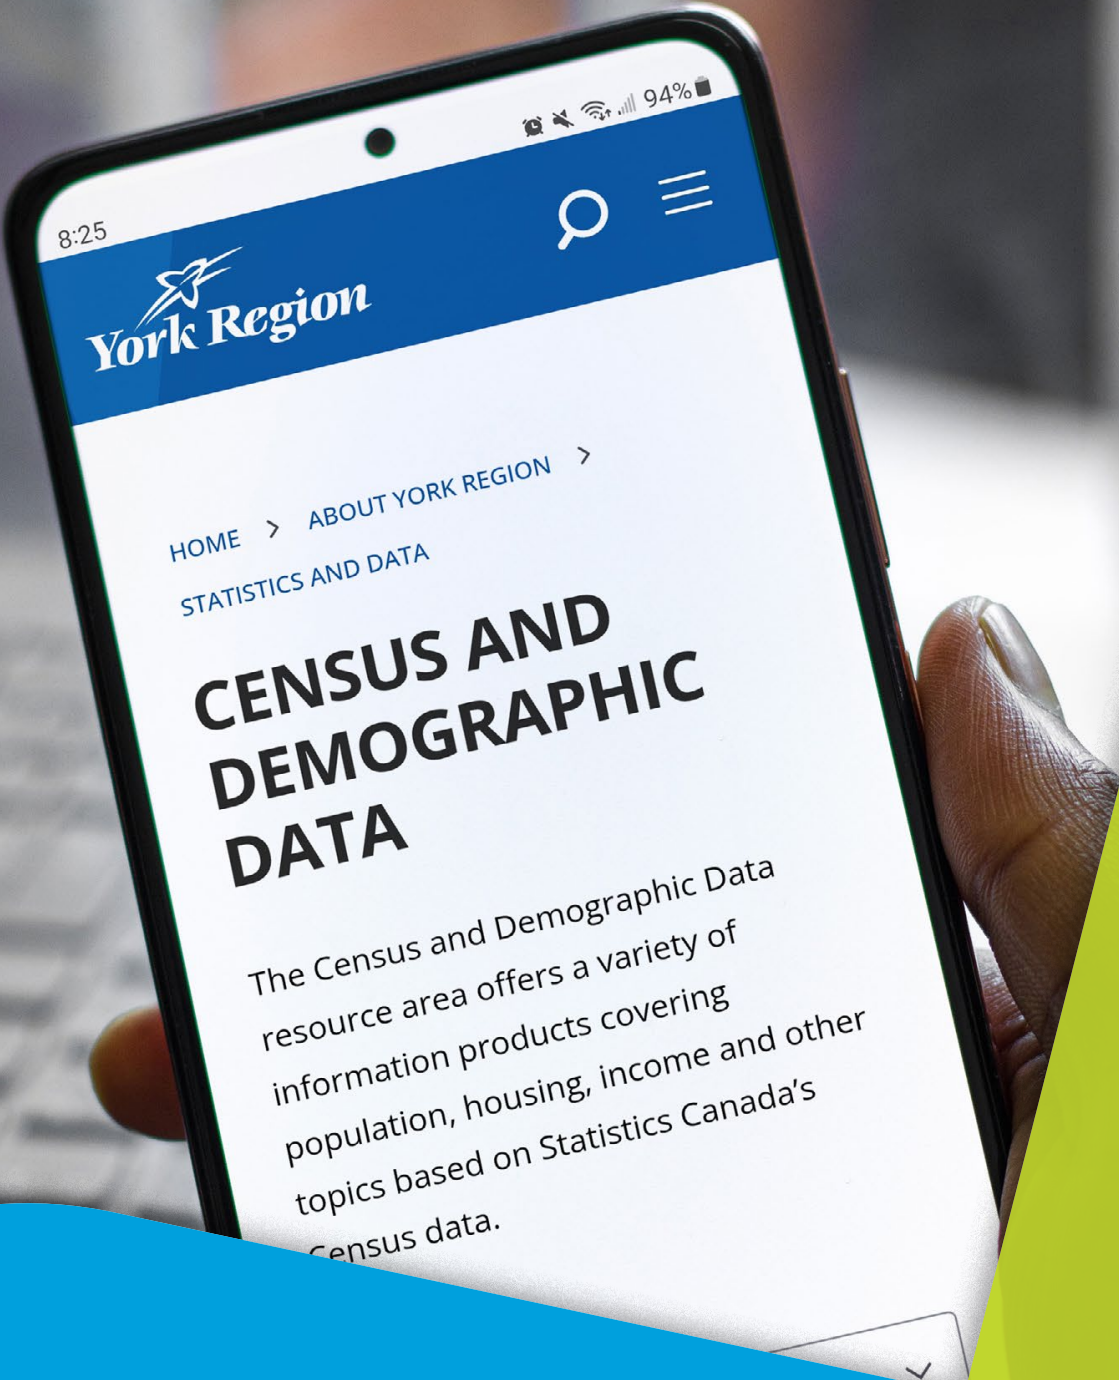 8:25
94%
York Region
HOME > ABOUT YORK REGION >
STATISTICS AND DATA
CENSUS AND
DEMOGRAPHIC
DATA
The Census and Demographic Data
resource area offers a variety of
information products covering
population, housing, income and other
topics based on Statistics Canada's
Census data.